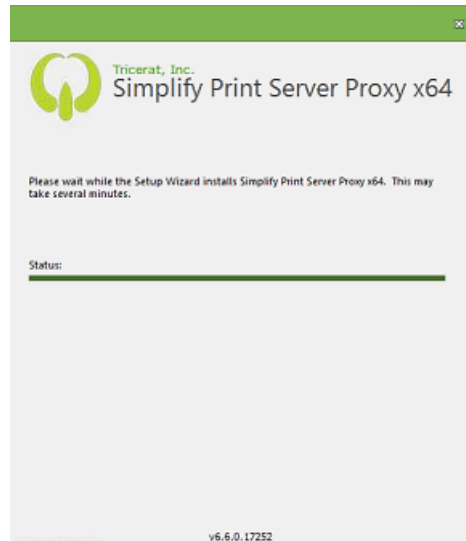 Tricerat, Inc.
Simplify Print Server Proxy x64
Please wait while the Setup Wizard installs Simplify Print Server Proxy x64. This may
take several minutes.
Status:
v6.6.0.17252